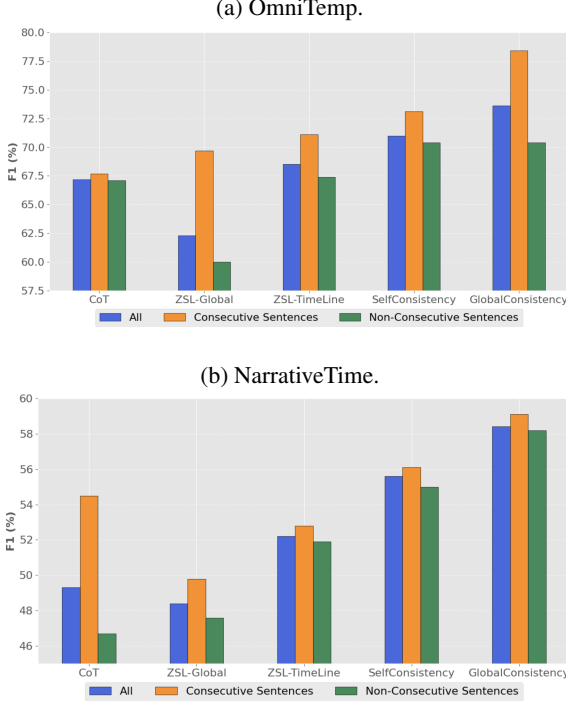 (a) OmniTemp.
80.0
77.5
75.0
72.5
70.0
67.5
65.0
62.5
60.0
57.5
F1 (%)
CoT ZSL-Global ZSL-TimeLine SelfConsistency GlobalConsistency
All Consecutive Sentences Non-Consecutive Sentences
(b) NarrativeTime.
60
58
56
54
52
50
48
46
F1 (%)
CoT ZSL-Global ZSL-TimeLine SelfConsistency GlobalConsistency
All Consecutive Sentences Non-Consecutive Sentences